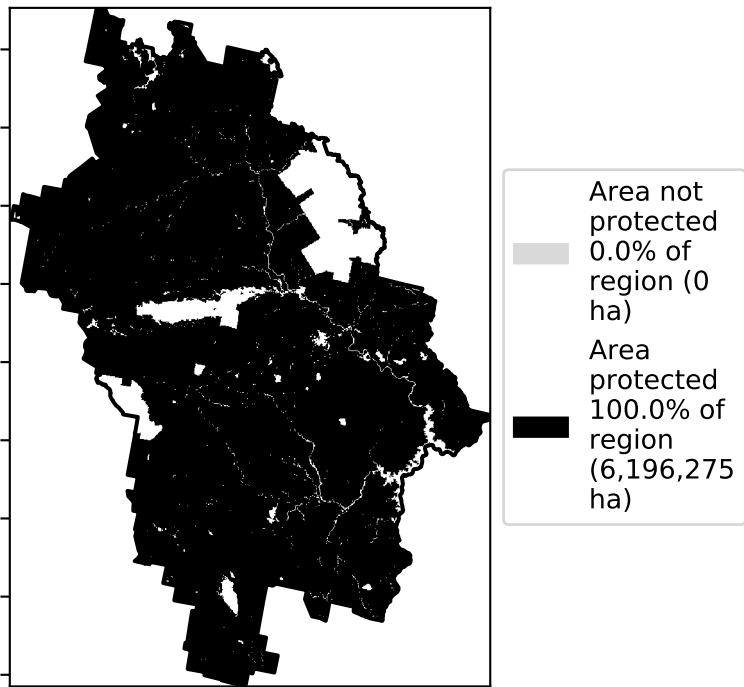 Area not
protected
0.0% of
region (0
ha)
Area
protected
100.0% of
region
(6,196,275
ha)